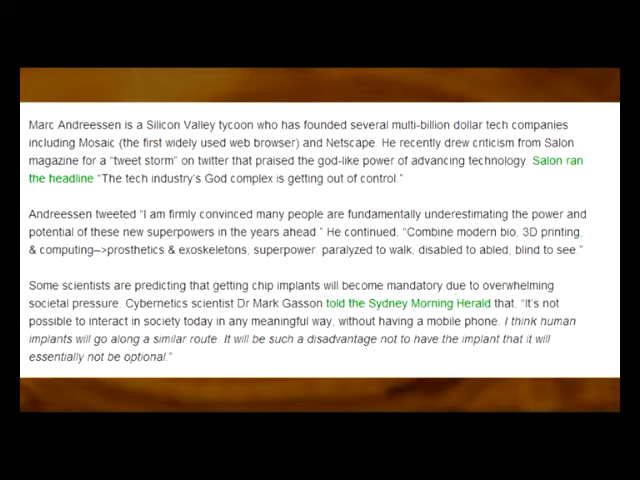 Marc Andreessen is a Silicon Valley tycoon who has founded several multi-billion dollar tech companies
including Mosaic (the first widely used web browser) and Netscape. He recently drew criticism from Salon
magazine for a “tweet storm” on twitter that praised the god-like power of advancing technology. Salon ran
the headline “The tech industry’s God complex is getting out of control.”
Andreessen tweeted “I am firmly convinced many people are fundamentally underestimating the power and
potential of these new superpowers in the years ahead.” He continued, “Combine modern bio, 3D printing,
& computing–>prosthetics & exoskeletons; superpower: paralyzed to walk, disabled to abled, blind to see.”
Some scientists are predicting that getting chip implants will become mandatory due to overwhelming
societal pressure. Cybernetics scientist Dr Mark Gasson told the Sydney Morning Herald that, “It’s not
possible to interact in society today in any meaningful way, without having a mobile phone. I think human
implants will go along a similar route. It will be such a disadvantage not to have the implant that it will
essentially not be optional.”